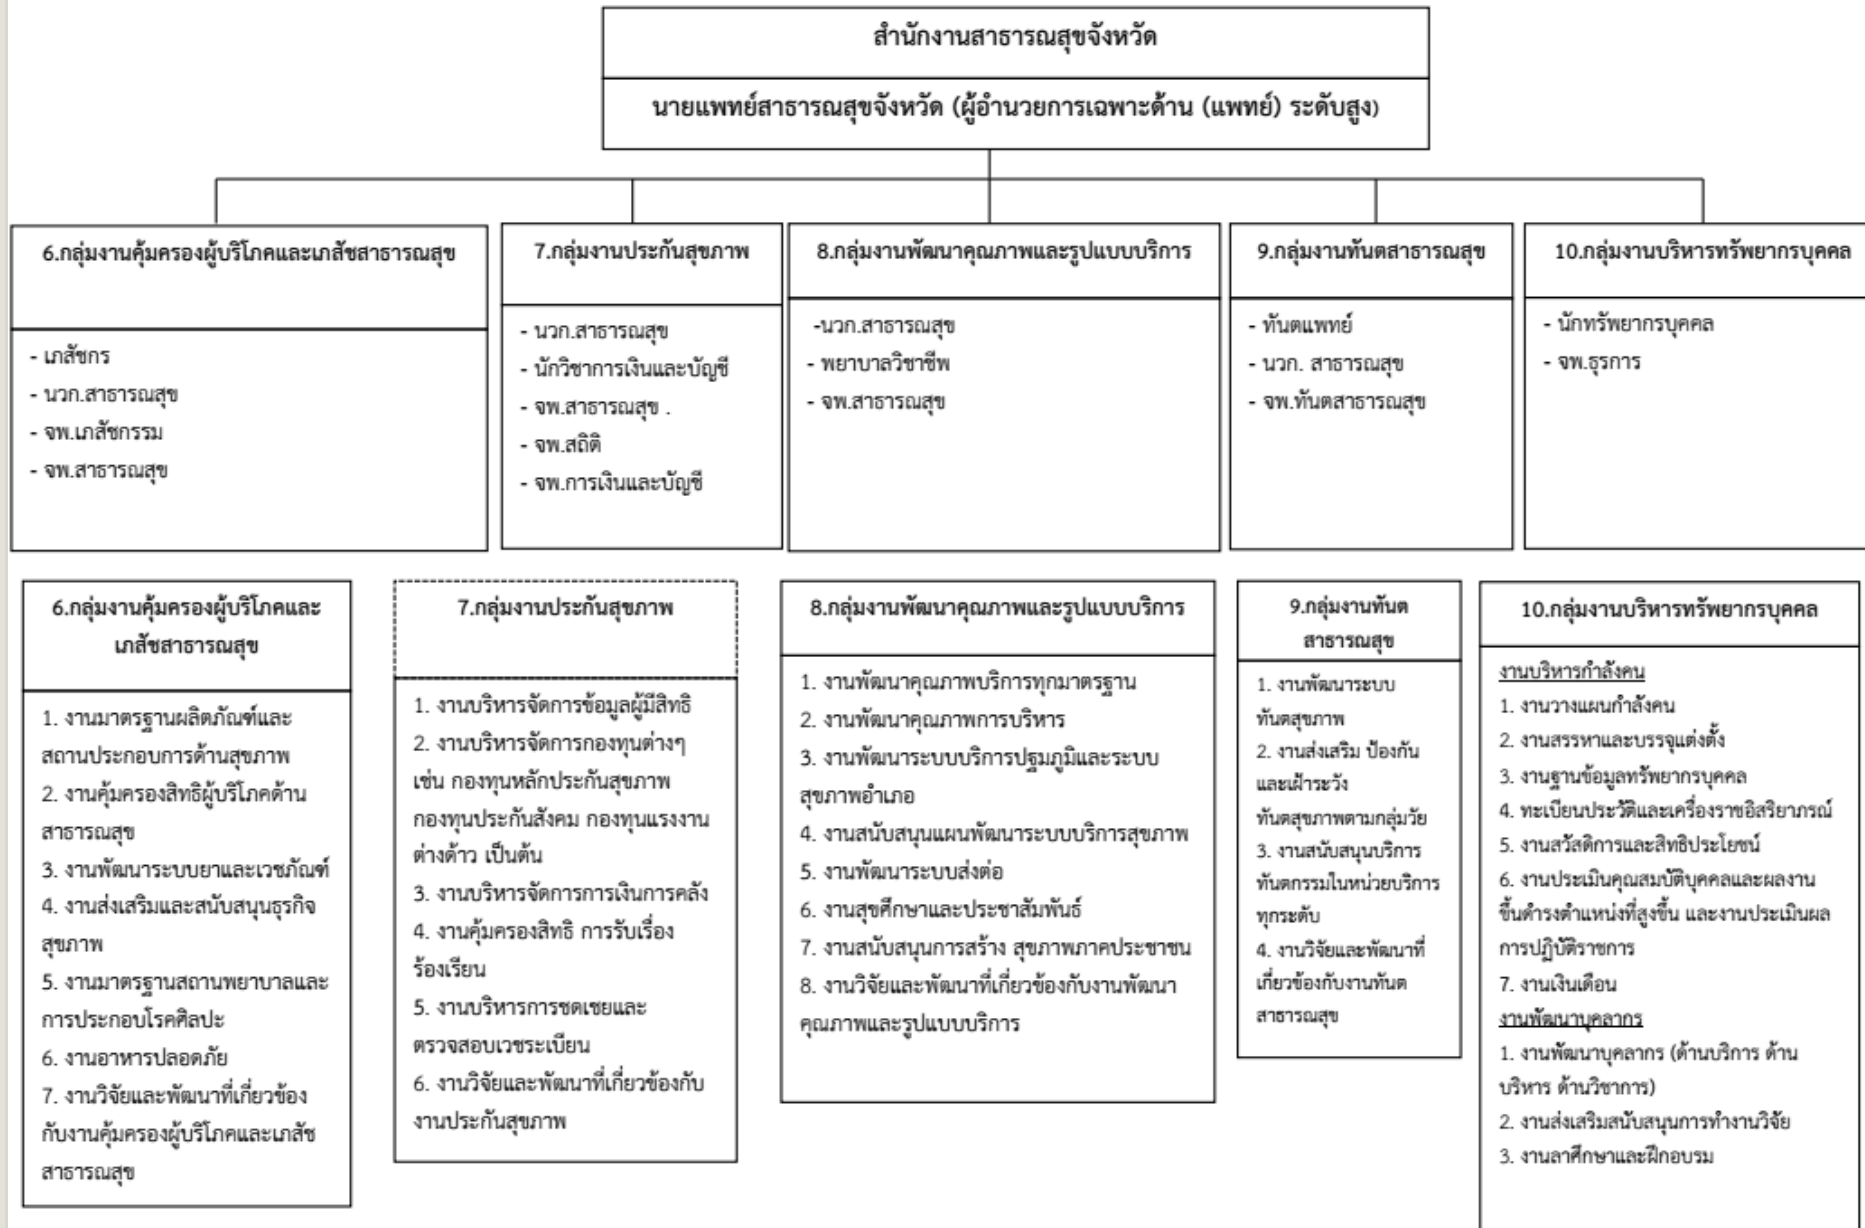 สำนักงานสาธารณสุขจังหวัด
นายแพทย์สาธารณสุขจังหวัด (ผู้อำนวยการเฉพาะด้าน (แพทย์) ระดับสูง)
6.กลุ่มงานคุ้มครองผู้บริโภคและเภสัชสาธารณสุข
- เภสัชกร
- นวก.สาธารณสุข
- จพ.เภสัชกรรม
- จพ.สาธารณสุข
7.กลุ่มงานประกันสุขภาพ
- นวก.สาธารณสุข
- นักวิชาการเงินและบัญชี
- จพ.สาธารณสุข .
- จพ.สถิติ
- จพ.การเงินและบัญชี
8.กลุ่มงานพัฒนาคุณภาพและรูปแบบบริการ
-นวก.สาธารณสุข
- พยาบาลวิชาชีพ
- จพ.สาธารณสุข
9.กลุ่มงานทันตสาธารณสุข
- ทันตแพทย์
- นวก. สาธารณสุข
- จพ.ทันตสาธารณสุข
10.กลุ่มงานบริหารทรัพยากรบุคคล
- นักทรัพยากรบุคคล
- จพ.ธุรการ
6.กลุ่มงานคุ้มครองผู้บริโภคและ
เภสัชสาธารณสุข
1. งานมาตรฐานผลิตภัณฑ์และ
สถานประกอบการด้านสุขภาพ
2. งานคุ้มครองสิทธิผู้บริโภคด้าน
สาธารณสุข
3. งานพัฒนาระบบยาและเวชภัณฑ์
4. งานส่งเสริมและสนับสนุนธุรกิจ
สุขภาพ
5. งานมาตรฐานสถานพยาบาลและ
การประกอบโรคศิลปะ
6. งานอาหารปลอดภัย
7. งานวิจัยและพัฒนาที่เกี่ยวข้อง
กับงานคุ้มครองผู้บริโภคและเภสัช
สาธารณสุข
7.กลุ่มงานประกันสุขภาพ
1. งานบริหารจัดการข้อมูลผู้มีสิทธิ
2. งานบริหารจัดการกองทุนต่างๆ
เช่น กองทุนหลักประกันสุขภาพ
กองทุนประกันสังคม กองทุนแรงงาน
ต่างด้าว เป็นต้น
3. งานบริหารจัดการการเงินการคลัง
4. งานคุ้มครองสิทธิ การรับเรื่อง
ร้องเรียน
5. งานบริหารการชดเชยและ
ตรวจสอบเวชระเบียน
6. งานวิจัยและพัฒนาที่เกี่ยวข้องกับ
งานประกันสุขภาพ
8.กลุ่มงานพัฒนาคุณภาพและรูปแบบบริการ
1. งานพัฒนาคุณภาพบริการทุกมาตรฐาน
2. งานพัฒนาคุณภาพการบริหาร
3. งานพัฒนาระบบบริการปฐมภูมิและระบบ
สุขภาพอำเภอ
4. งานสนับสนุนแผนพัฒนาระบบบริการสุขภาพ
5. งานพัฒนาระบบส่งต่อ
6. งานสุขศึกษาและประชาสัมพันธ์
7. งานสนับสนุนการสร้าง สุขภาพภาคประชาชน
8. งานวิจัยและพัฒนาที่เกี่ยวข้องกับงานพัฒนา
คุณภาพและรูปแบบบริการ
9.กลุ่มงานทันต
สาธารณสุข
1. งานพัฒนาระบบ
ทันตสุขภาพ
2. งานส่งเสริม ป้องกัน
และเฝ้าระวัง
ทันตสุขภาพตามกลุ่มวัย
3. งานสนับสนุนบริการ
ทันตกรรมในหน่วยบริการ
ทุกระดับ
4. งานวิจัยและพัฒนาที่
เกี่ยวข้องกับงานทันต
สาธารณสุข
10.กลุ่มงานบริหารทรัพยากรบุคคล
งานบริหารกำลังคน
1. งานวางแผนกำลังคน
2. งานสรรหาและบรรจุแต่งตั้ง
3. งานฐานข้อมูลทรัพยากรบุคคล
4. ทะเบียนประวัติและเครื่องราชอิสริยาภรณ์
5. งานสวัสดิการและสิทธิประโยชน์
6. งานประเมินคุณสมบัติบุคคลและผลงาน
ขึ้นดำรงตำแหน่งที่สูงขึ้น และงานประเมินผล
การปฏิบัติราชการ
7. งานเงินเดือน
งานพัฒนาบุคลากร
1. งานพัฒนาบุคลากร (ด้านบริการ ด้าน
บริหาร ด้านวิชาการ)
2. งานส่งเสริมสนับสนุนการทำงานวิจัย
3. งานลาศึกษาและฝึกอบรม